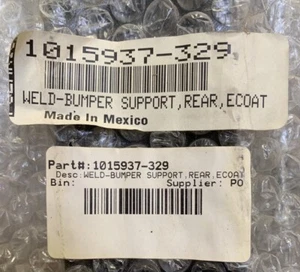 1015937-329
WELD-BUMPER SUPPORT,REAR,ECOAT
Made In Mexico
Part#:1015937-329
Desc:WELD-BUMPER SUPPORT,REAR,ECOAT
Bin: Supplier: PO